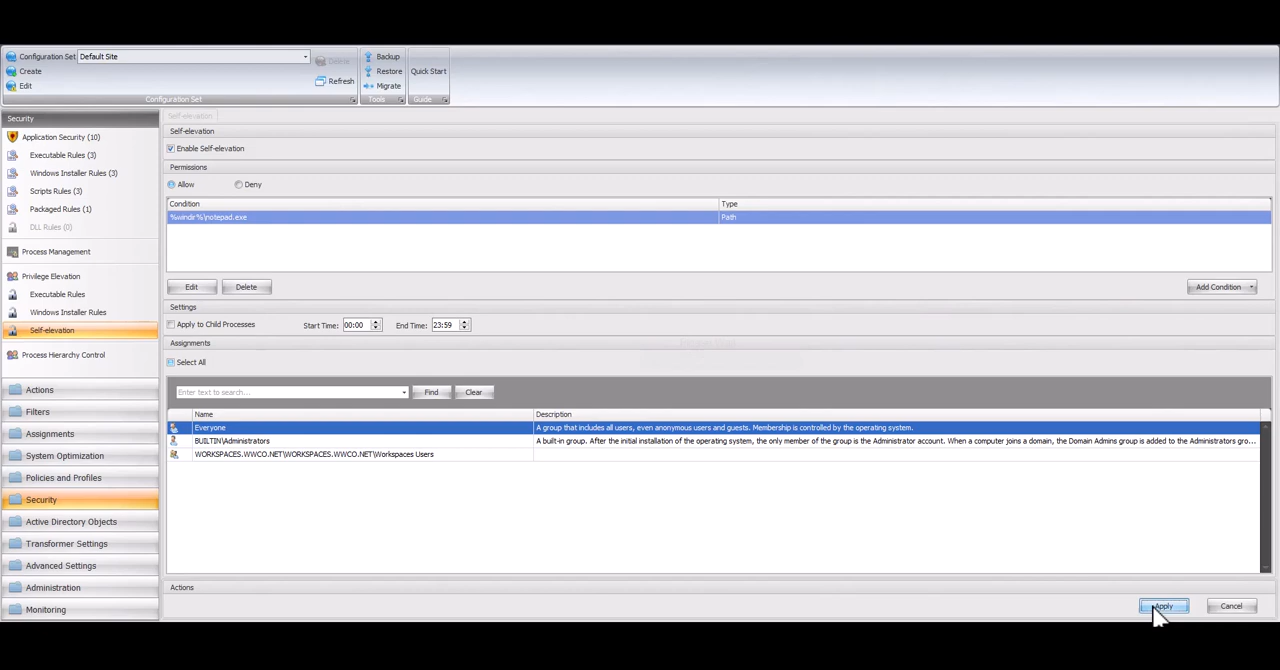 Configuration Set Default Site
Create
Edit
Delete
Refresh
Configuration Set
Backup
Restore
Migrate
Tools
Quick Start
Guide
Security
Application Security (10)
Executable Rules (3)
Windows Installer Rules (3)
Scripts Rules (3)
Packaged Rules (1)
DLL Rules (0)
Process Management
Privilege Elevation
Executable Rules
Windows Installer Rules
Self-elevation
Process Hierarchy Control
Actions
Filters
Assignments
System Optimization
Policies and Profiles
Security
Active Directory Objects
Transformer Settings
Advanced Settings
Administration
Monitoring
Self-elevation
Self-elevation
Enable Self-elevation
Permissions
Allow Deny
Condition Type
%windir%\notepad.exe Path
Edit Delete Add Condition
Settings
Apply to Child Processes Start Time: 00:00 End Time: 23:59
Assignments
Select All
Enter text to search... Find Clear
Name Description
Everyone A group that includes all users, even anonymous users and guests. Membership is controlled by the operating system.
BUILTIN\Administrators A built-in group. After the initial installation of the operating system, the only member of the group is the Administrator account. When a computer joins a domain, the Domain Admins group is added to the Administrators gro...
WORKSPACES.WWCO.NET\WORKSPACES.WWCO.NET\Workspaces Users
Actions
Apply Cancel